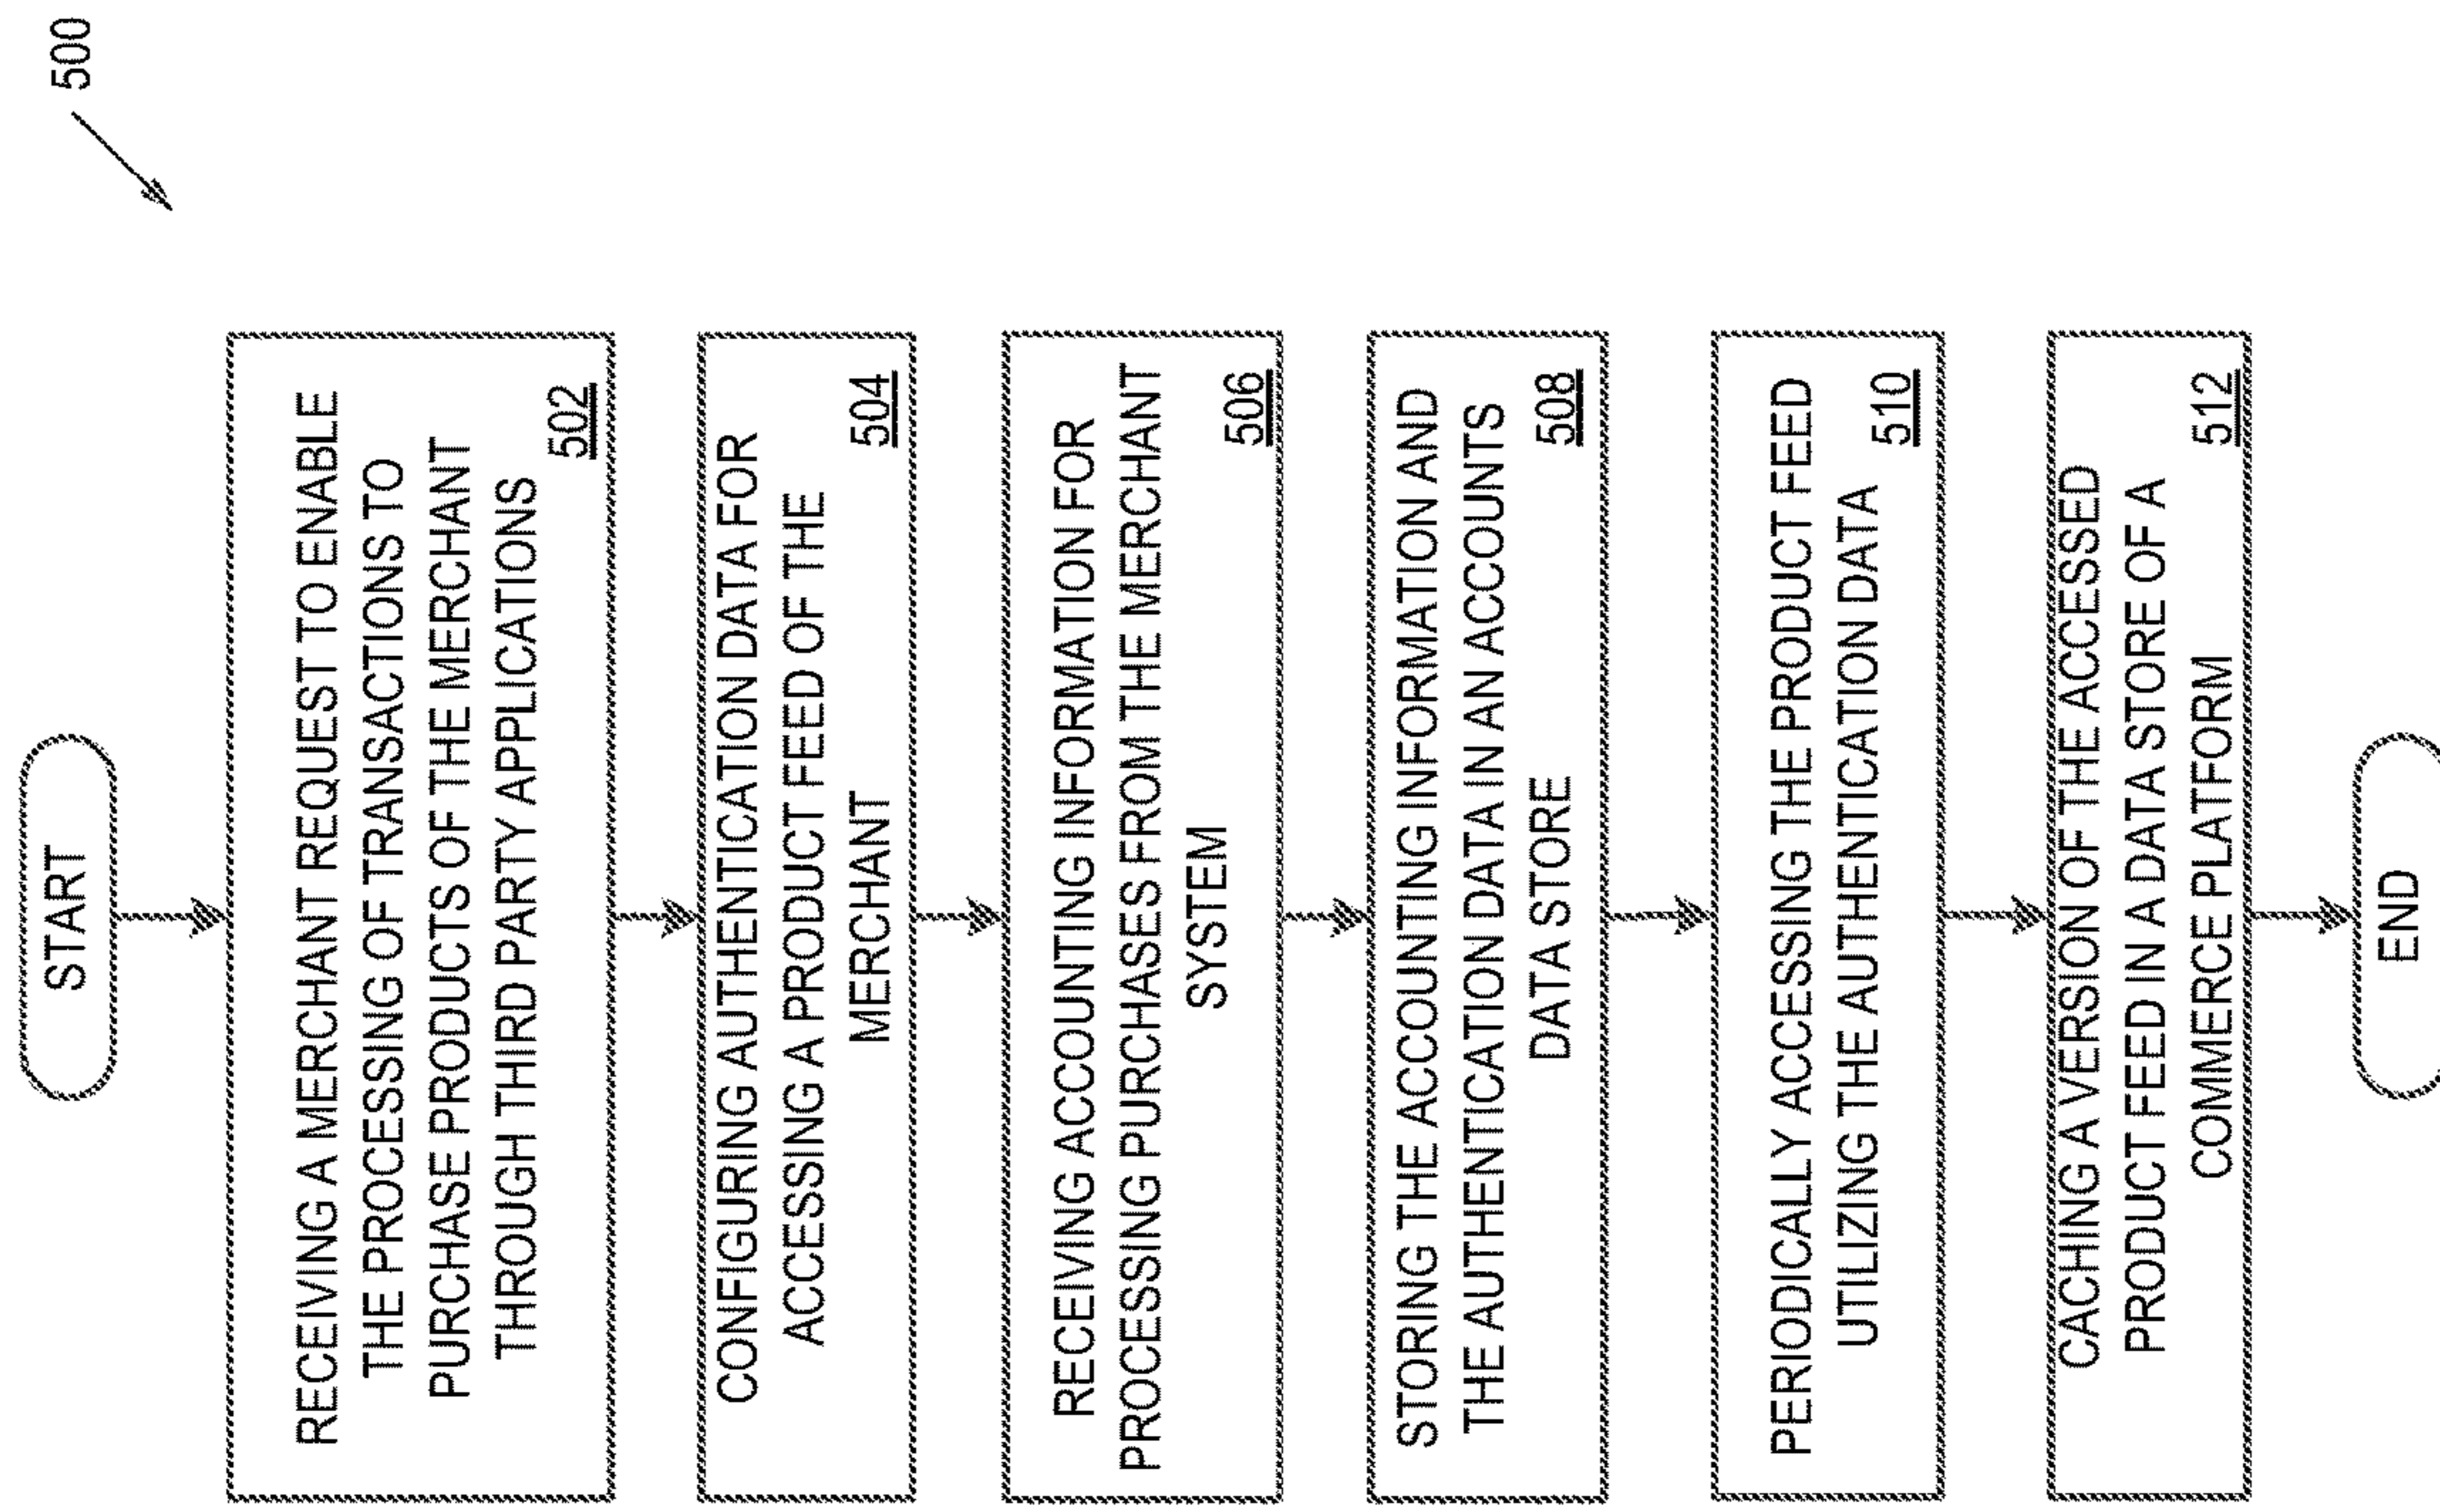 500
START
RECEIVING A MERCHANT REQUEST TO ENABLE
THE PROCESSING OF TRANSACTIONS TO
PURCHASE PRODUCTS OF THE MERCHANT
THROUGH THIRD PARTY APPLICATIONS
502
CONFIGURING AUTHENTICATION DATA FOR
ACCESSING A PRODUCT FEED OF THE
MERCHANT
504
RECEIVING ACCOUNTING INFORMATION FOR
PROCESSING PURCHASES FROM THE MERCHANT
SYSTEM
506
STORING THE ACCOUNTING INFORMATION AND
THE AUTHENTICATION DATA IN AN ACCOUNTS
DATA STORE
508
PERIODICALLY ACCESSING THE PRODUCT FEED
UTILIZING THE AUTHENTICATION DATA
510
CACHING A VERSION OF THE ACCESSED
PRODUCT FEED IN A DATA STORE OF A
COMMERCE PLATFORM
512
END